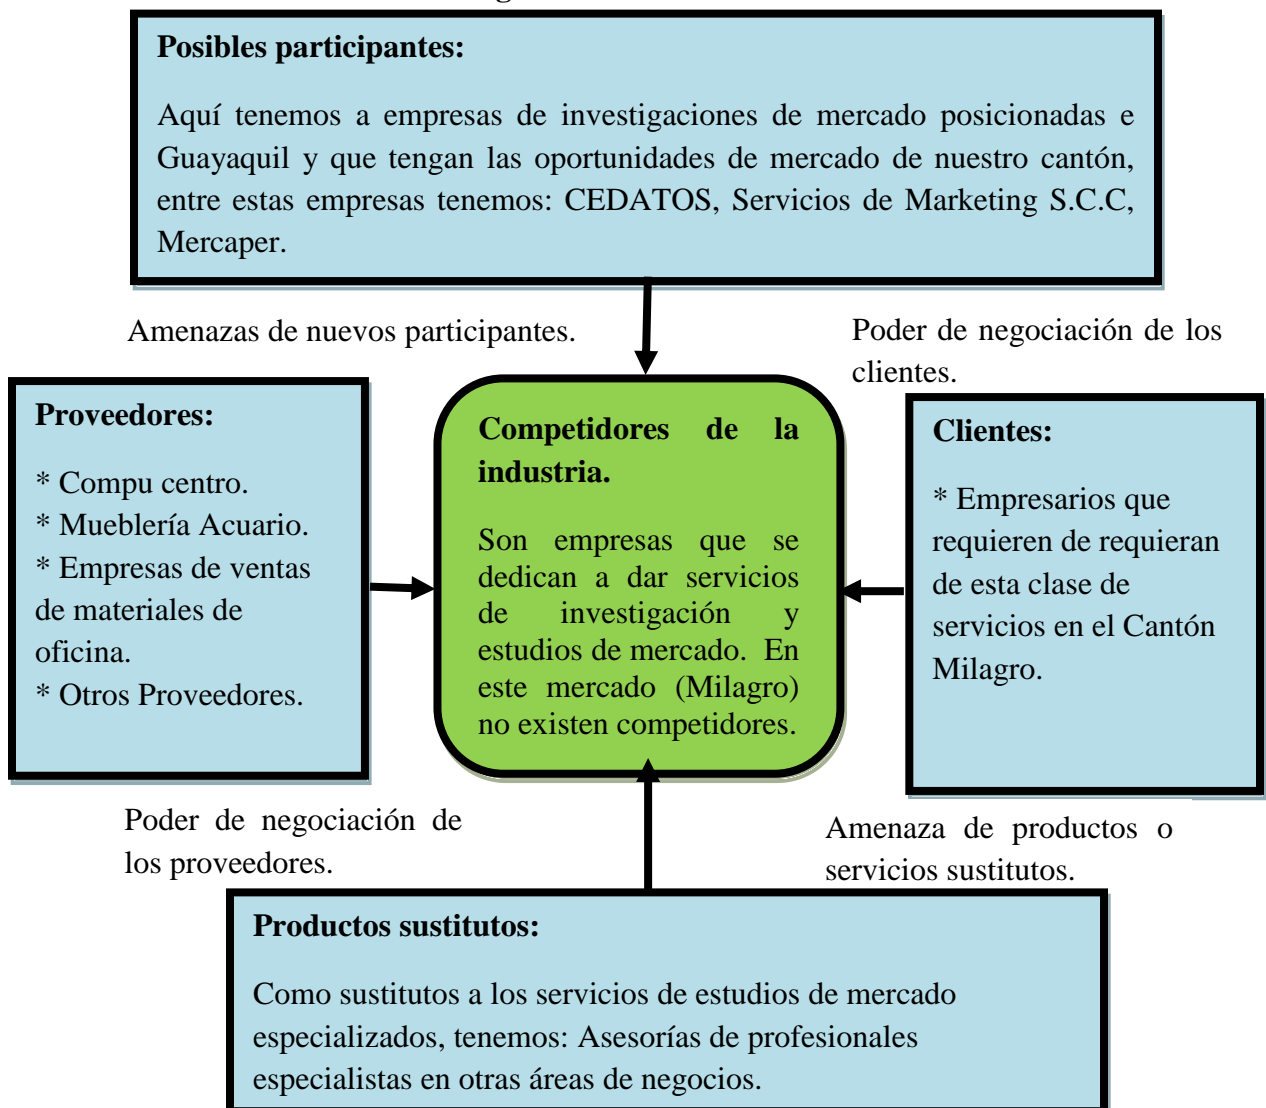 Posibles participantes:
Aquí tenemos a empresas de investigaciones de mercado posicionadas e
Guayaquil y que tengan las oportunidades de mercado de nuestro cantón,
entre estas empresas tenemos: CEDATOS, Servicios de Marketing S.C.C,
Mercaper.
Amenazas de nuevos participantes.
Poder de negociación de los
clientes.
Proveedores:
* Compu centro.
* Mueblería Acuario.
* Empresas de ventas
de materiales de
oficina.
* Otros Proveedores.
Competidores de la
industria.
Son empresas que se
dedican a dar servicios
de investigación y
estudios de mercado. En
este mercado (Milagro)
no existen competidores.
Clientes:
* Empresarios que
requieren de requieran
de esta clase de
servicios en el Cantón
Milagro.
Poder de negociación de
los proveedores.
Amenaza de productos o
servicios sustitutos.
Productos sustitutos:
Como sustitutos a los servicios de estudios de mercado
especializados, tenemos: Asesorías de profesionales
especialistas en otras áreas de negocios.